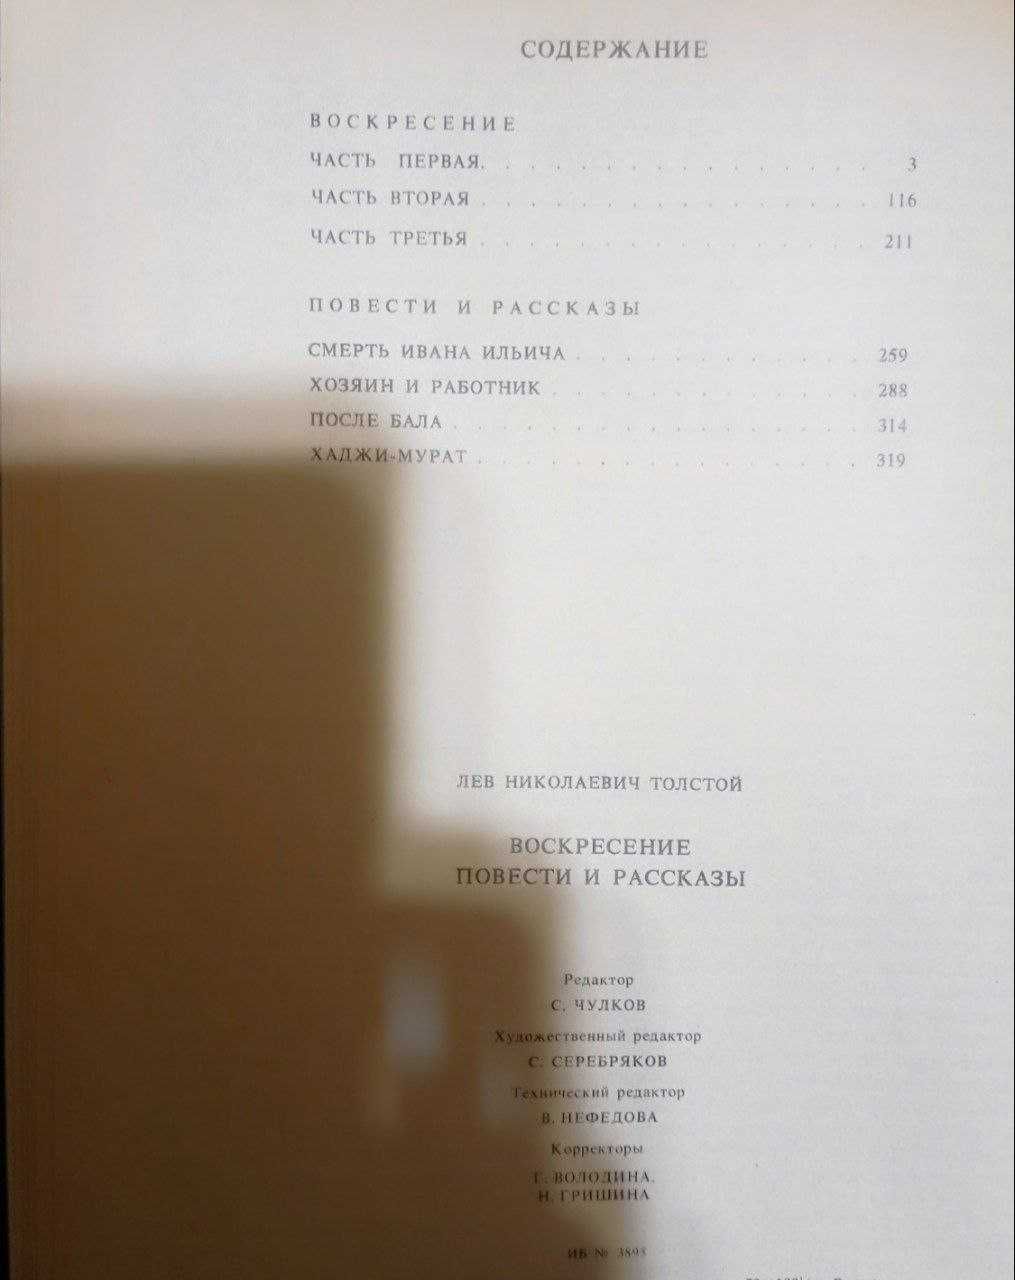 СОДЕРЖАНИЕ
ВОСКРЕСЕНИЕ
ЧАСТЬ ПЕРВАЯ. . . . . . . . . . . . . . . . 3
ЧАСТЬ ВТОРАЯ . . . . . . . . . . . . . . . 116
ЧАСТЬ ТРЕТЬЯ . . . . . . . . . . . . . . . 211
ПОВЕСТИ И РАССКАЗЫ
СМЕРТЬ ИВАНА ИЛЬИЧА . . . . . . . . . . . . 259
ХОЗЯИН И РАБОТНИК . . . . . . . . . . . . . 288
ПОСЛЕ БАЛА . . . . . . . . . . . . . . . . 314
ХАДЖИ-МУРАТ . . . . . . . . . . . . . . . 319
ЛЕВ НИКОЛАЕВИЧ ТОЛСТОЙ
ВОСКРЕСЕНИЕ
ПОВЕСТИ И РАССКАЗЫ
Редактор
С. ЧУЛКОВ
Художественный редактор
С. СЕРЕБРЯКОВ
Технический редактор
В. НЕФЕДОВА
Корректоры
Г. ВОЛОДИНА,
Н. ГРИШИНА
ИБ №